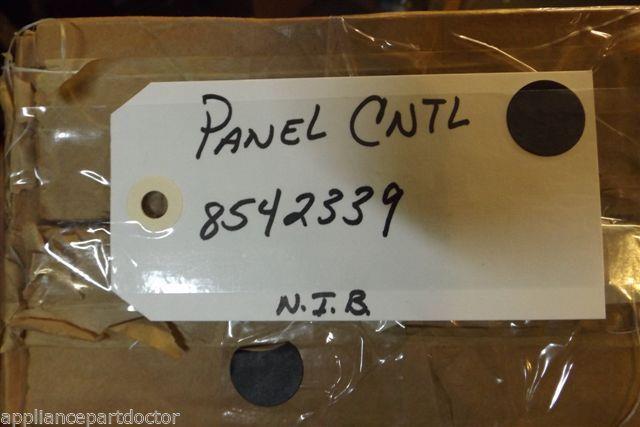 PANEL CNTL
8542339
N.I.B.
appliancepartdoctor